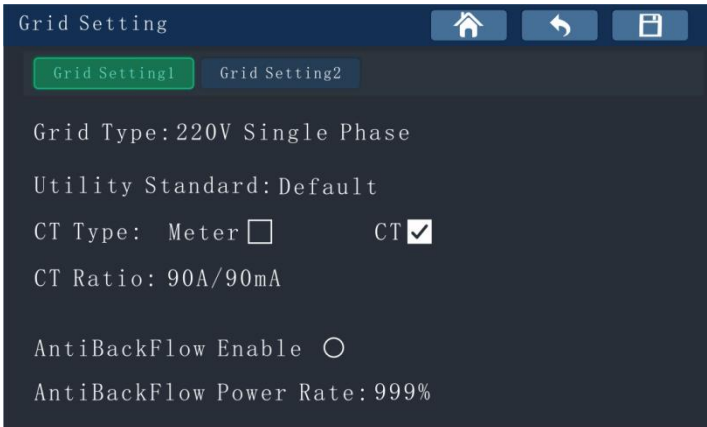 Grid Setting
Grid Setting1 Grid Setting2
Grid Type:220V Single Phase
Utility Standard:Default
CT Type: Meter CT
CT Ratio: 90A/90mA
AntiBackFlow Enable
AntiBackFlow Power Rate:999%